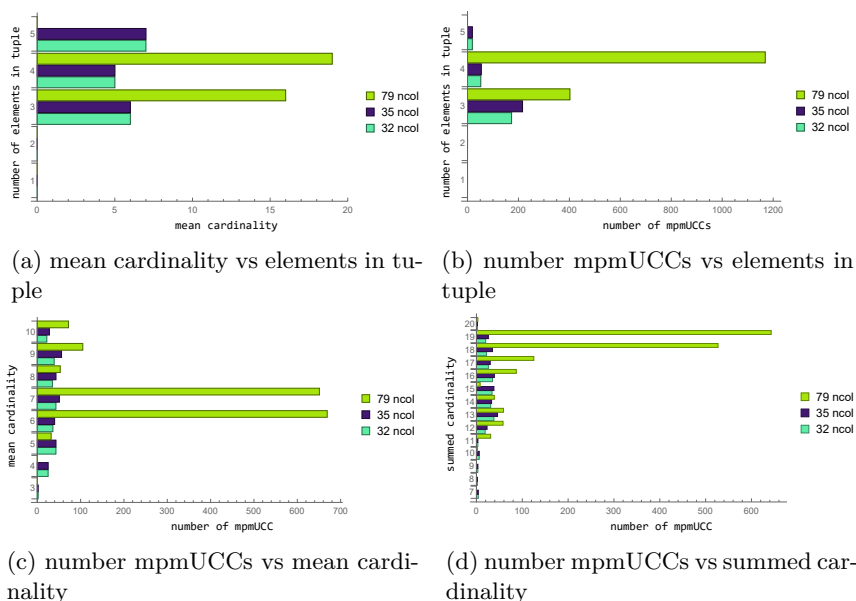 number of elements in tuple
5
4
3
2
1
0 5 10 15 20
mean cardinality
79 ncol
35 ncol
32 ncol
number of elements in tuple
5
4
3
2
1
0 200 400 600 800 1000 1200
number of mpmUCCs
79 ncol
35 ncol
32 ncol
(a) mean cardinality vs elements in tu-
ple
(b) number mpmUCCs vs elements in
tuple
mean cardinality
10
9
8
7
6
5
4
3
0 100 200 300 400 500 600 700
number of mpmUCC
79 ncol
35 ncol
32 ncol
summed cardinality
20
19
18
17
16
15
14
13
12
11
10
9
8
7
0 100 200 300 400 500 600
number of mpmUCC
79 ncol
35 ncol
32 ncol
(c) number mpmUCCs vs mean cardi-
nality
(d) number mpmUCCs vs summed car-
dinality